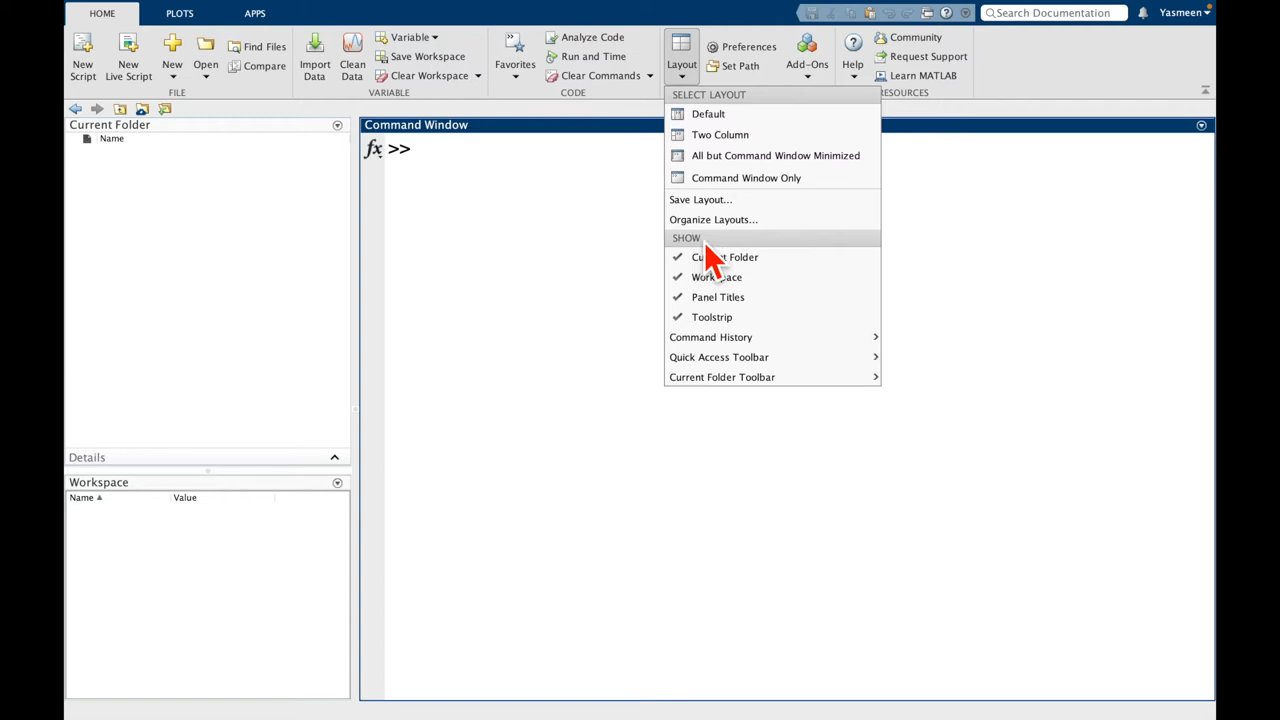 HOME PLOTS APPS Search Documentation Yasmeen
New Script New Live Script New Open Find Files Compare
FILE
Import Data Clean Data Variable Save Workspace Clear Workspace
VARIABLE
Favorites Analyze Code Run and Time Clear Commands
CODE
Layout Preferences Set Path Add-Ons
Help Community Request Support Learn MATLAB
RESOURCES
Current Folder
Name
Details
Workspace
Name Value
Command Window
fx >>
SELECT LAYOUT
Default
Two Column
All but Command Window Minimized
Command Window Only
Save Layout...
Organize Layouts...
SHOW
Current Folder
Workspace
Panel Titles
Toolstrip
Command History
Quick Access Toolbar
Current Folder Toolbar